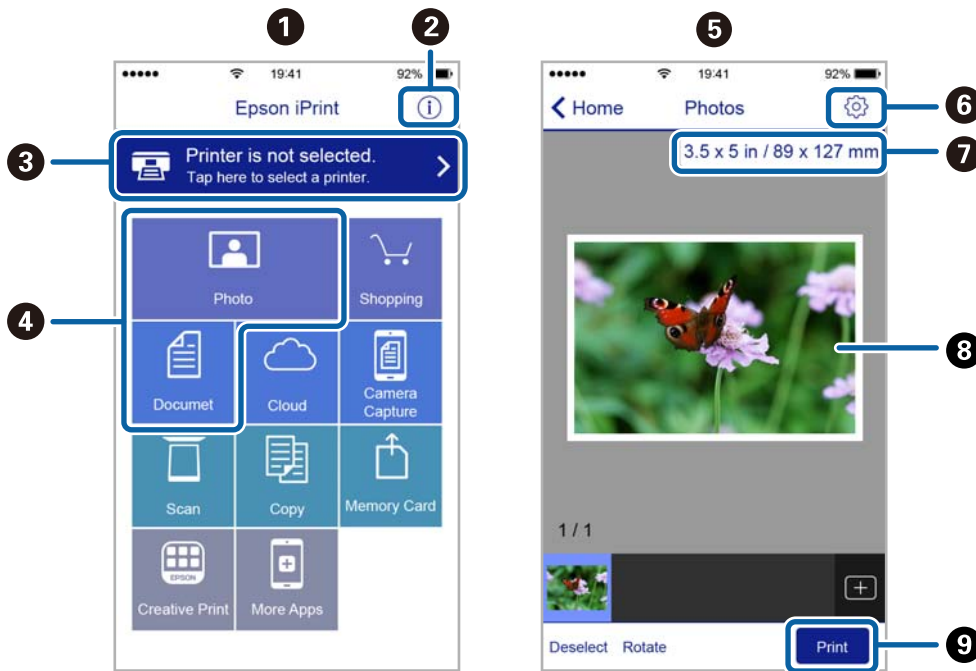 1
2
19:41
92%
Epson iPrint
i
3
Printer is not selected.
Tap here to select a printer.
4
Photo
Shopping
Documet
Cloud
Camera
Capture
Scan
Copy
Memory Card
EPSON
Creative Print
More Apps
5
19:41
92%
Home
Photos
6
3.5 x 5 in / 89 x 127 mm
7
8
1 / 1
Deselect
Rotate
Print
9